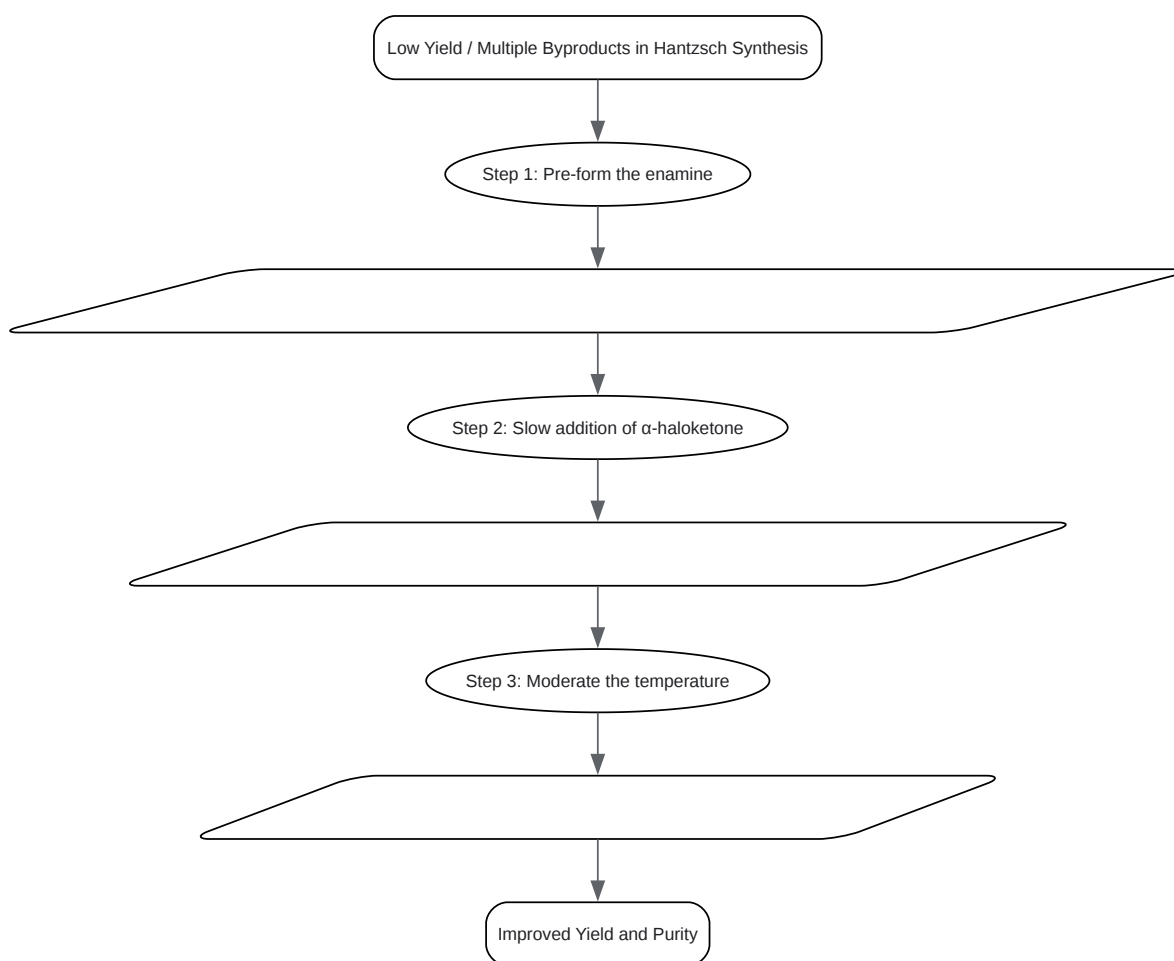 Low Yield / Multiple Byproducts in Hantzsch Synthesis
Step 1: Pre-form the enamine
Step 2: Slow addition of α-haloketone
Step 3: Moderate the temperature
Improved Yield and Purity